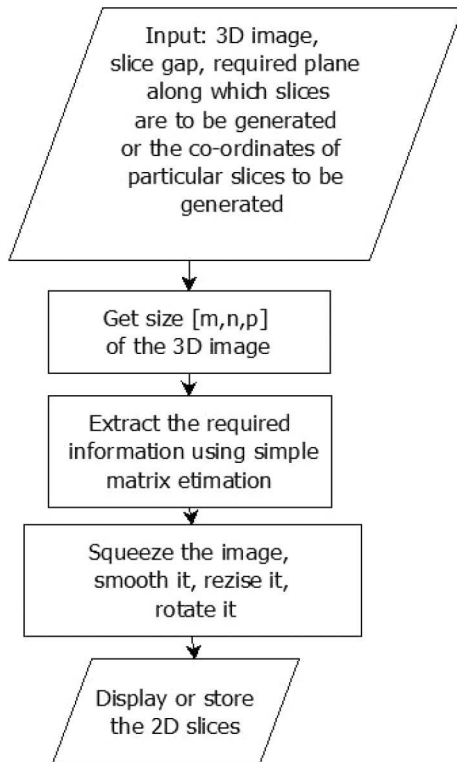 Input: 3D image,
slice gap, required plane
along which slices
are to be generated
or the co-ordinates of
particular slices to be
generated
Get size [m,n,p]
of the 3D image
Extract the required
information using simple
matrix etimation
Squeeze the image,
smooth it, rezise it,
rotate it
Display or store
the 2D slices